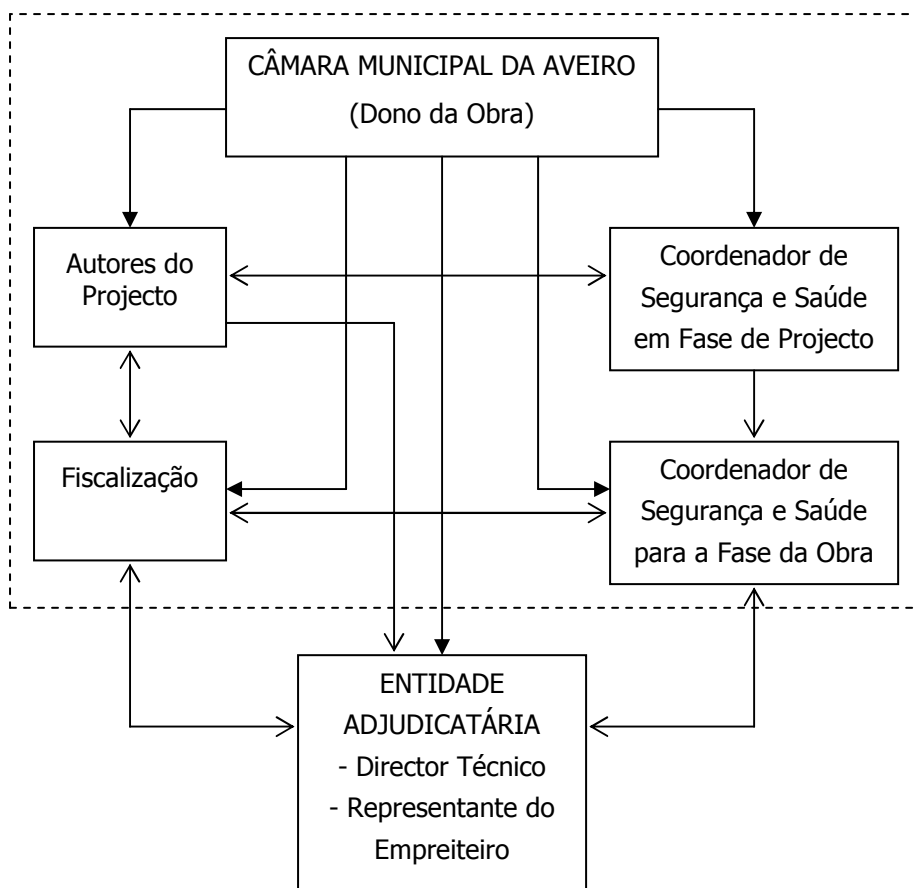 CÂMARA MUNICIPAL DA AVEIRO
(Dono da Obra)
Autores do
Projecto
Coordenador de
Segurança e Saúde
em Fase de Projecto
Fiscalização
Coordenador de
Segurança e Saúde
para a Fase da Obra
ENTIDADE
ADJUDICATÁRIA
- Director Técnico
- Representante do
Empreiteiro